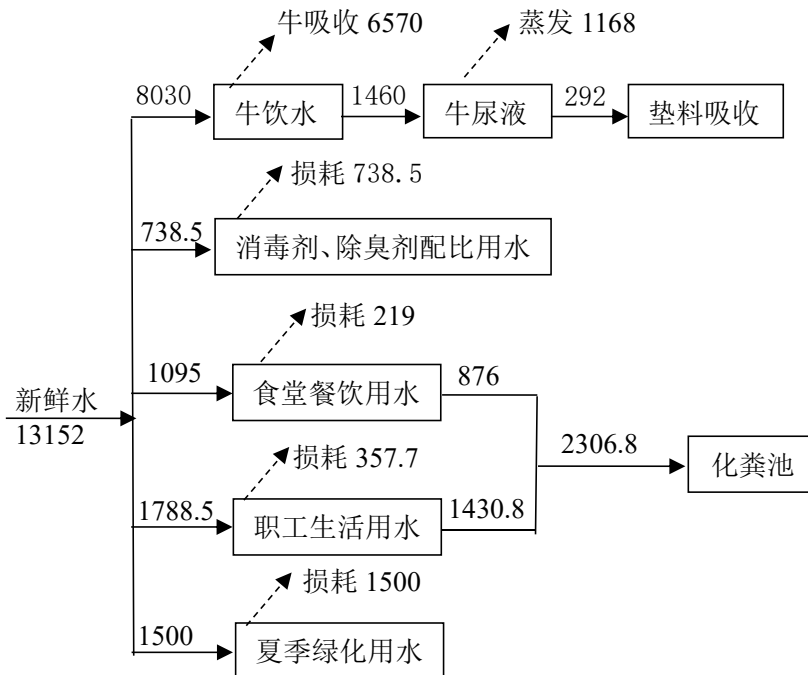 牛吸收 6570
蒸发 1168
8030
牛饮水
1460
牛尿液
292
垫料吸收
损耗 738.5
738.5
消毒剂、除臭剂配比用水
损耗 219
1095
食堂餐饮用水
876
新鲜水
13152
2306.8
化粪池
损耗 357.7
1788.5
职工生活用水
1430.8
损耗 1500
1500
夏季绿化用水